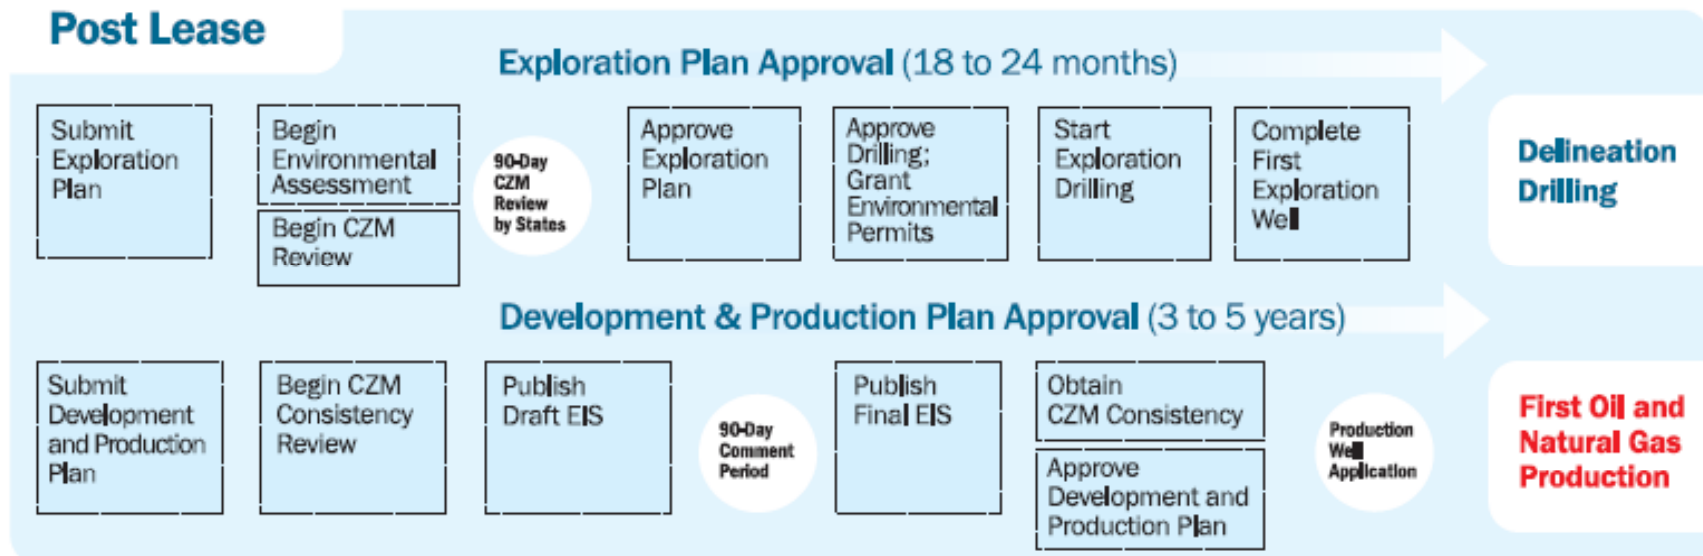 Post Lease
Exploration Plan Approval (18 to 24 months)
Submit
Exploration
Plan
Begin
Environmental
Assessment
Begin CZM
Review
90-Day
CZM
Review
by States
Approve
Exploration
Plan
Approve
Drilling;
Grant
Environmental
Permits
Start
Exploration
Drilling
Complete
First
Exploration
Well
Delineation
Drilling
Development & Production Plan Approval (3 to 5 years)
Submit
Development
and Production
Plan
Begin CZM
Consistency
Review
Publish
Draft EIS
90-Day
Comment
Period
Publish
Final EIS
Obtain
CZM Consistency
Approve
Development and
Production Plan
Production
Well
Application
First Oil and
Natural Gas
Production